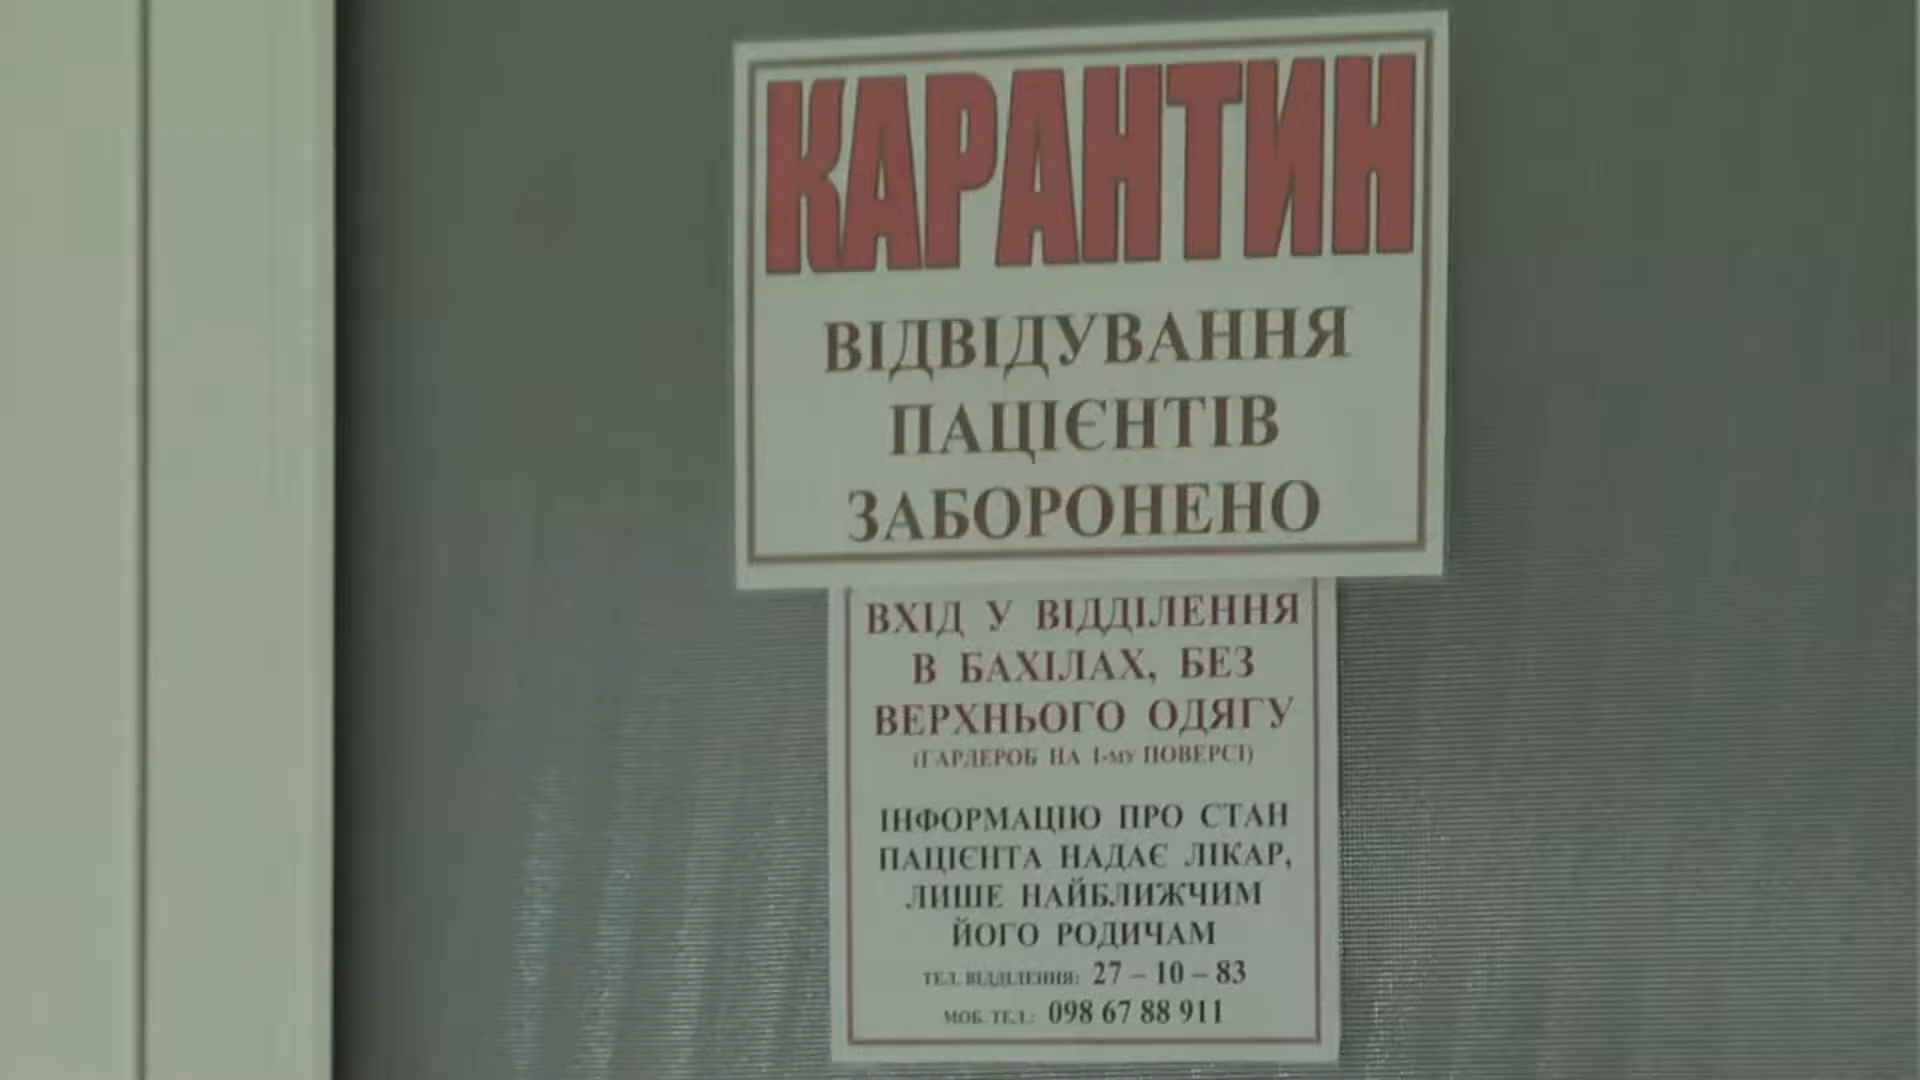 КАРАНТИН
ВІДВІДУВАННЯ
ПАЦІЄНТІВ
ЗАБОРОНЕНО
ВХІД У ВІДДІЛЕННЯ
В БАХІЛАХ, БЕЗ
ВЕРХНЬОГО ОДЯГУ
(ГАРДЕРОБ НА 1-му ПОВЕРСІ)
ІНФОРМАЦІЮ ПРО СТАН
ПАЦІЄНТА НАДАЄ ЛІКАР,
ЛИШЕ НАЙБЛИЖЧИМ
ЙОГО РОДИЧАМ
ТЕЛ. ВІДДІЛЕННЯ: 27 – 10 – 83
МОБ. ТЕЛ.: 098 67 88 911